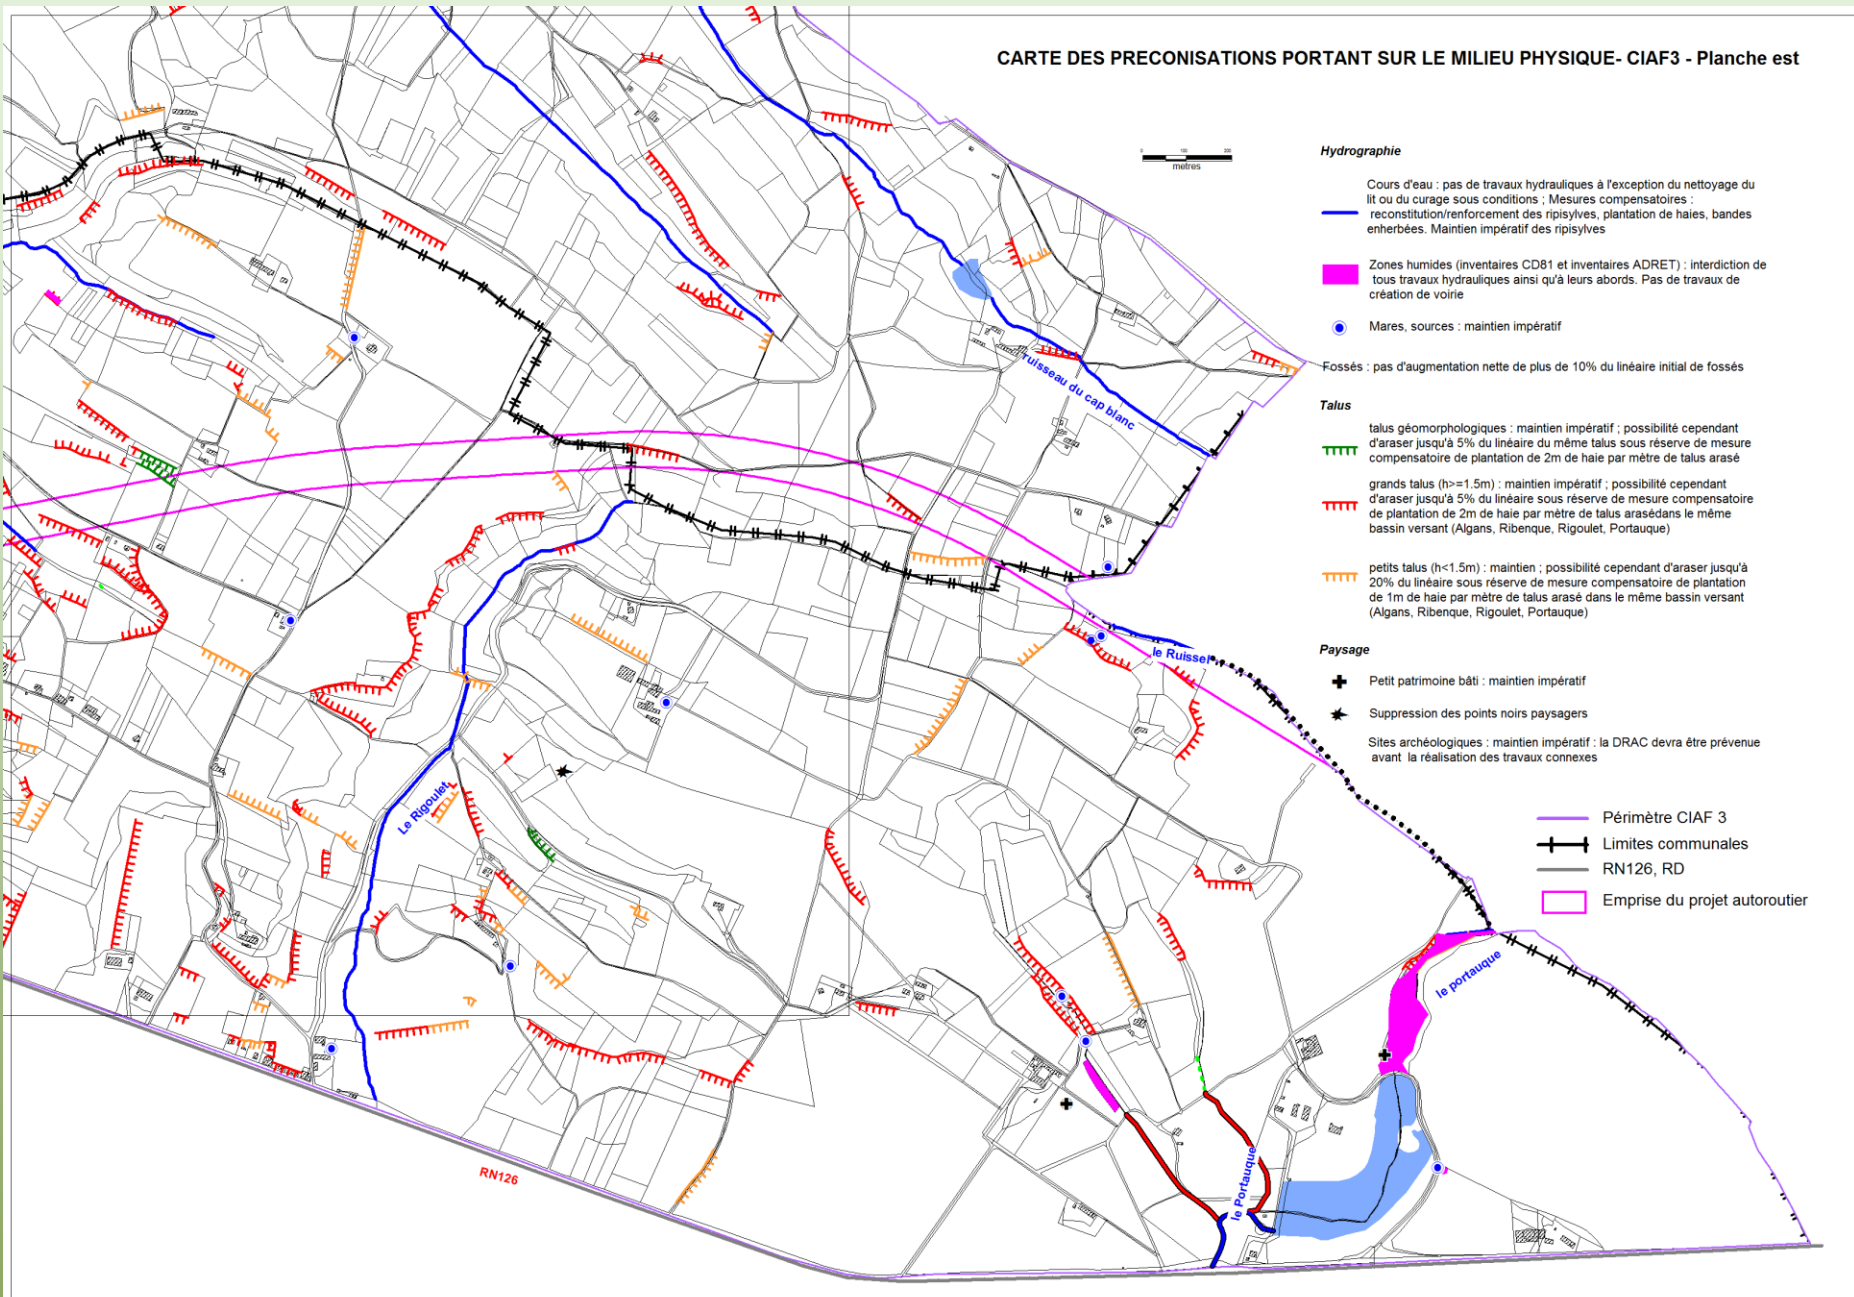 CARTE DES PRECONISATIONS PORTANT SUR LE MILIEU PHYSIQUE- CIAF3 - Planche est
0 100 200
metres
Hydrographie
Cours d'eau : pas de travaux hydrauliques à l'exception du nettoyage du
lit ou du curage sous conditions ; Mesures compensatoires :
reconstitution/renforcement des ripisylves, plantation de haies, bandes
enherbées. Maintien impératif des ripisylves
Zones humides (inventaires CD81 et inventaires ADRET) : interdiction de
tous travaux hydrauliques ainsi qu'à leurs abords. Pas de travaux de
création de voirie
Mares, sources : maintien impératif
Fossés : pas d'augmentation nette de plus de 10% du linéaire initial de fossés
Talus
talus géomorphologiques : maintien impératif ; possibilité cependant
d'araser jusqu'à 5% du linéaire du même talus sous réserve de mesure
compensatoire de plantation de 2m de haie par mètre de talus arasé
grands talus (h>=1.5m) : maintien impératif ; possibilité cependant
d'araser jusqu'à 5% du linéaire sous réserve de mesure compensatoire
de plantation de 2m de haie par mètre de talus arasédans le même
bassin versant (Algans, Ribenque, Rigoulet, Portauque)
petits talus (h<1.5m) : maintien ; possibilité cependant d'araser jusqu'à
20% du linéaire sous réserve de mesure compensatoire de plantation
de 1m de haie par mètre de talus arasé dans le même bassin versant
(Algans, Ribenque, Rigoulet, Portauque)
Paysage
Petit patrimoine bâti : maintien impératif
Suppression des points noirs paysagers
Sites archéologiques : maintien impératif : la DRAC devra être prévenue
avant la réalisation des travaux connexes
Périmètre CIAF 3
Limites communales
RN126, RD
Emprise du projet autoroutier
ruisseau du cap blanc
le Ruissel
Le Rigoulet
le portauque
le Portauque
RN126